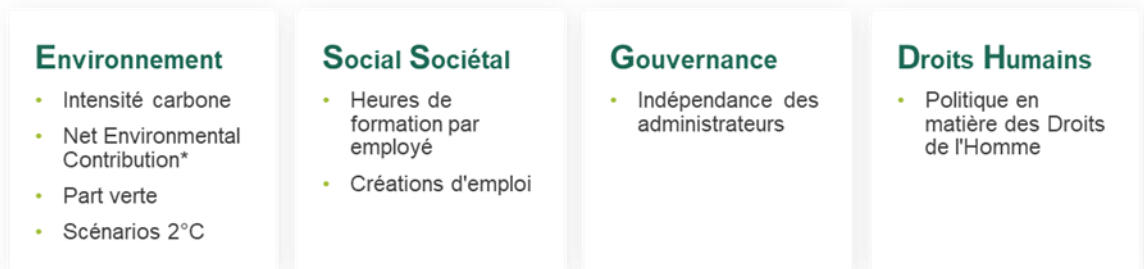 Environnement
• Intensité carbone
• Net Environmental
Contribution*
• Part verte
• Scénarios 2°C
Social Sociétal
• Heures de
formation par
employé
• Créations d'emploi
Gouvernance
• Indépendance des
administrateurs
Droits Humains
• Politique en
matière des Droits
de l'Homme